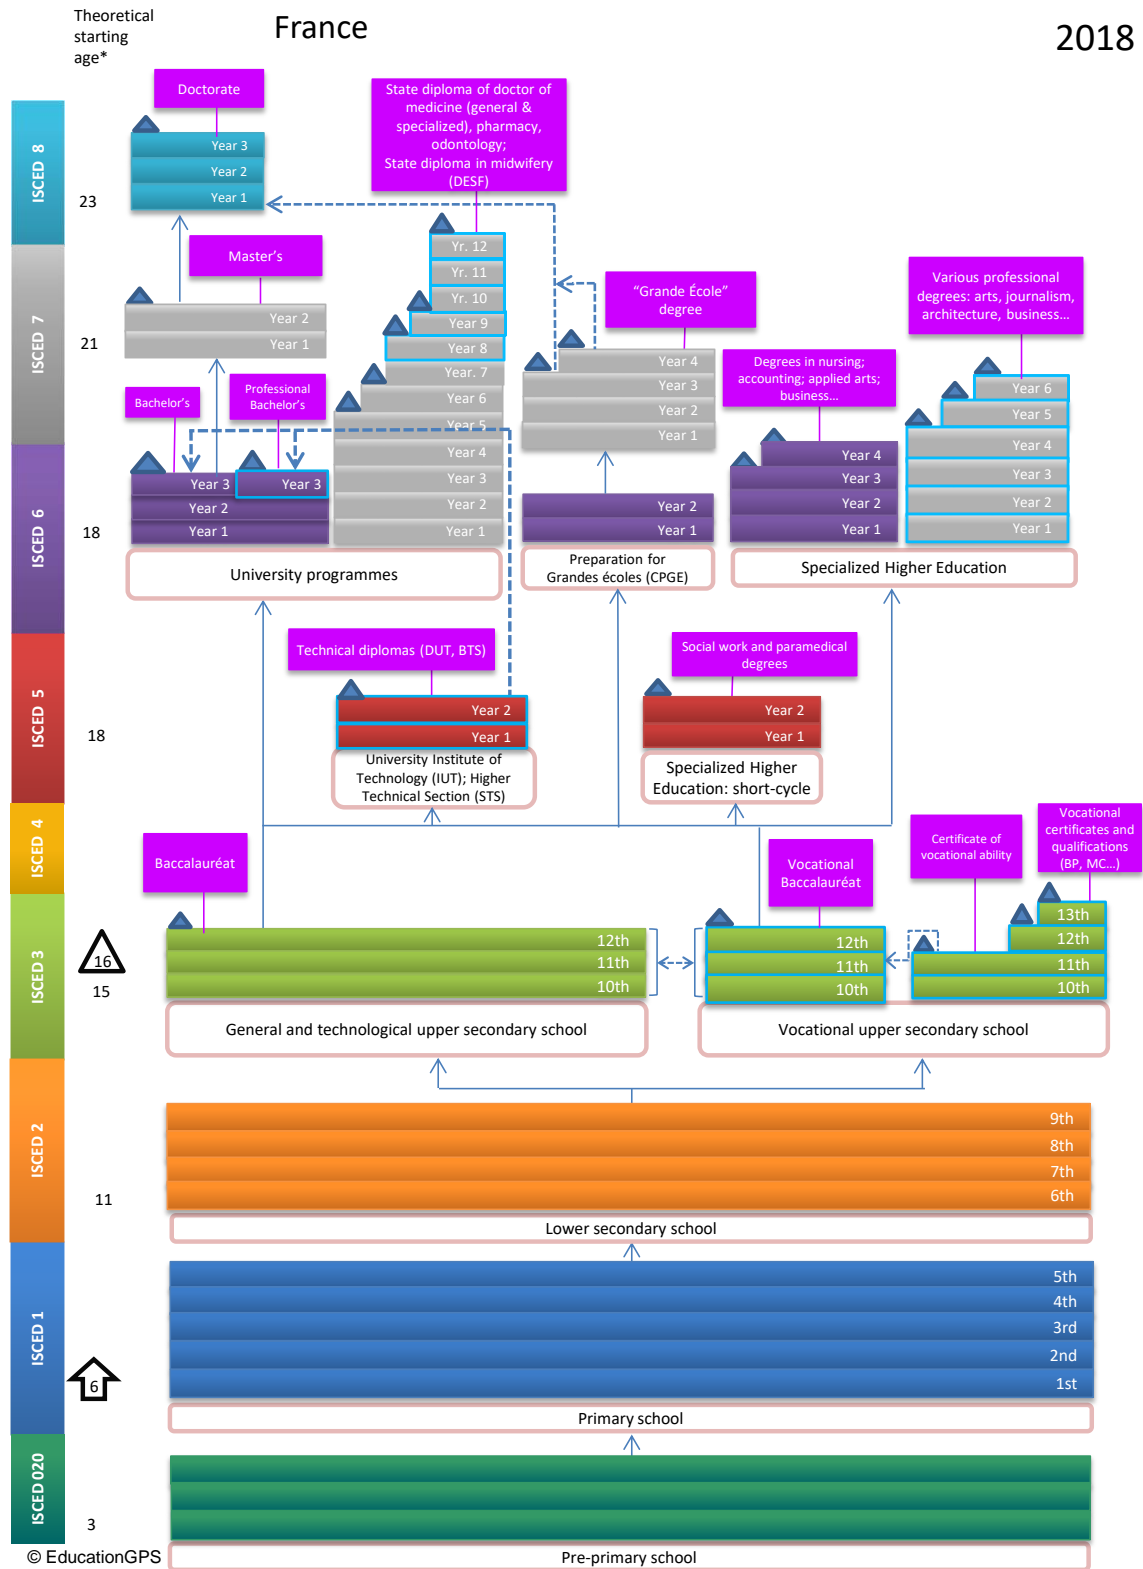 Theoretical
starting
age*
France
2018
Doctorate
State diploma of doctor of
medicine (general &
specialized), pharmacy,
odontology;
State diploma in midwifery
(DESF)
ISCED 8
Year 3
Year 2
Year 1
23
Master's
Yr. 12
Yr. 11
Yr. 10
Year 9
Year 8
Year. 7
Year 6
Year 5
Year 4
Year 3
Year 2
Year 1
"Grande École"
degree
Various professional
degrees: arts, journalism,
architecture, business...
ISCED 7
Year 2
Year 1
21
Year 4
Year 3
Year 2
Year 1
Degrees in nursing;
accounting; applied arts;
business...
Year 6
Year 5
Year 4
Year 3
Year 2
Year 1
Bachelor's
Professional
Bachelor's
Year 4
Year 3
Year 2
Year 1
ISCED 6
Year 3
Year 3
Year 2
Year 1
18
Year 2
Year 1
University programmes
Preparation for
Grandes écoles (CPGE)
Specialized Higher Education
Technical diplomas (DUT, BTS)
Social work and paramedical
degrees
ISCED 5
18
Year 2
Year 1
Year 2
Year 1
University Institute of
Technology (IUT); Higher
Technical Section (STS)
Specialized Higher
Education: short-cycle
ISCED 4
Baccalauréat
Vocational
Baccalauréat
Certificate of
vocational ability
Vocational
certificates and
qualifications
(BP, MC...)
ISCED 3
16
15
12th
11th
10th
12th
11th
10th
13th
12th
11th
10th
General and technological upper secondary school
Vocational upper secondary school
ISCED 2
11
9th
8th
7th
6th
Lower secondary school
ISCED 1
6
5th
4th
3rd
2nd
1st
Primary school
ISCED 020
3
© EducationGPS
Pre-primary school